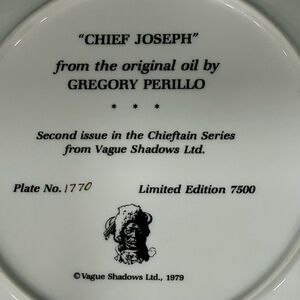 "CHIEF JOSEPH"
from the original oil by
GREGORY PERILLO
* * *
Second issue in the Chieftain Series
from Vague Shadows Ltd.
Plate No. 1770 Limited Edition 7500
© Vague Shadows Ltd., 1979